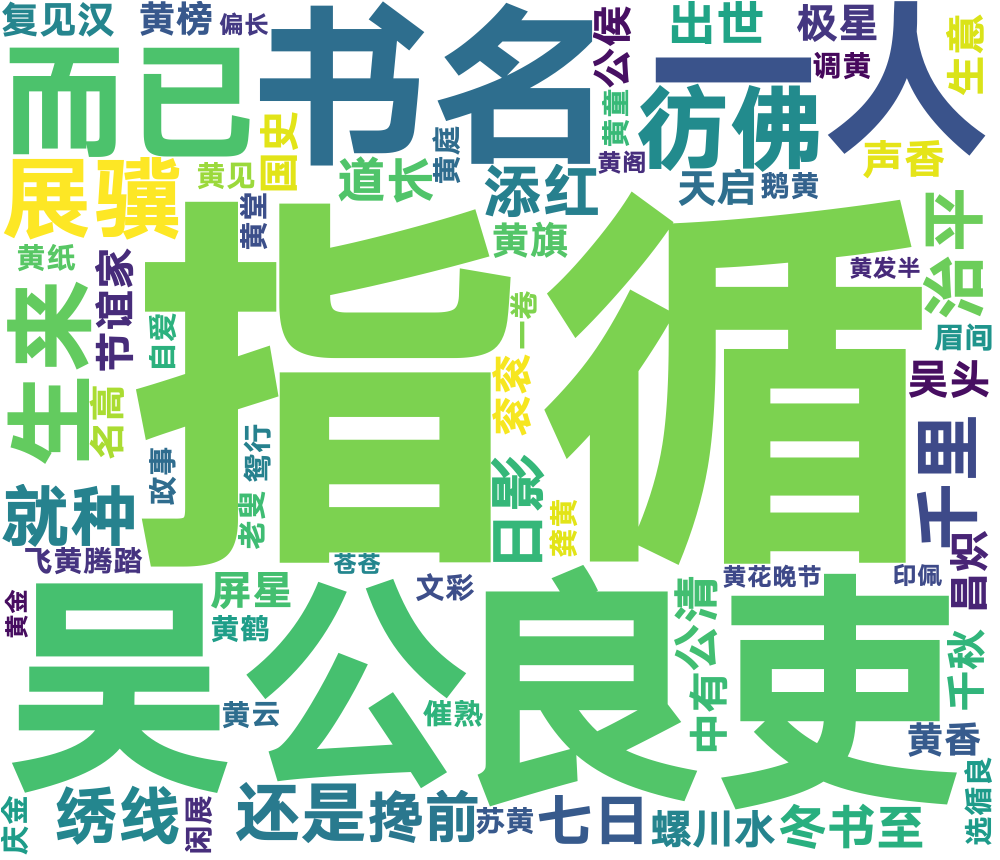 复见汉
黄榜
偏长
书名
公侯
出世
一人
极星
调黄
生意
而已
国史
黄庭
黄童
彷佛
声香
展骥
黄见
道长
添红
黄阁
天启
鹅黄
黄纸
节谊家
黄堂
黄旗
治平
黄发半
指循
自爱
一卷
眉间
生来
名高
衮衮
吴头
政事
鸳行
老叟
日影
龚黄
千里
就种
飞黄腾踏
苍苍
昌炽
黄金
屏星
文彩
黄花晚节
印佩
黄鹤
吴公良吏
中有公清
千秋
黄云
催熟
黄香
庆金
绣线
闲展
还是搀前
苏黄
七日
螺川水
冬书至
选循良